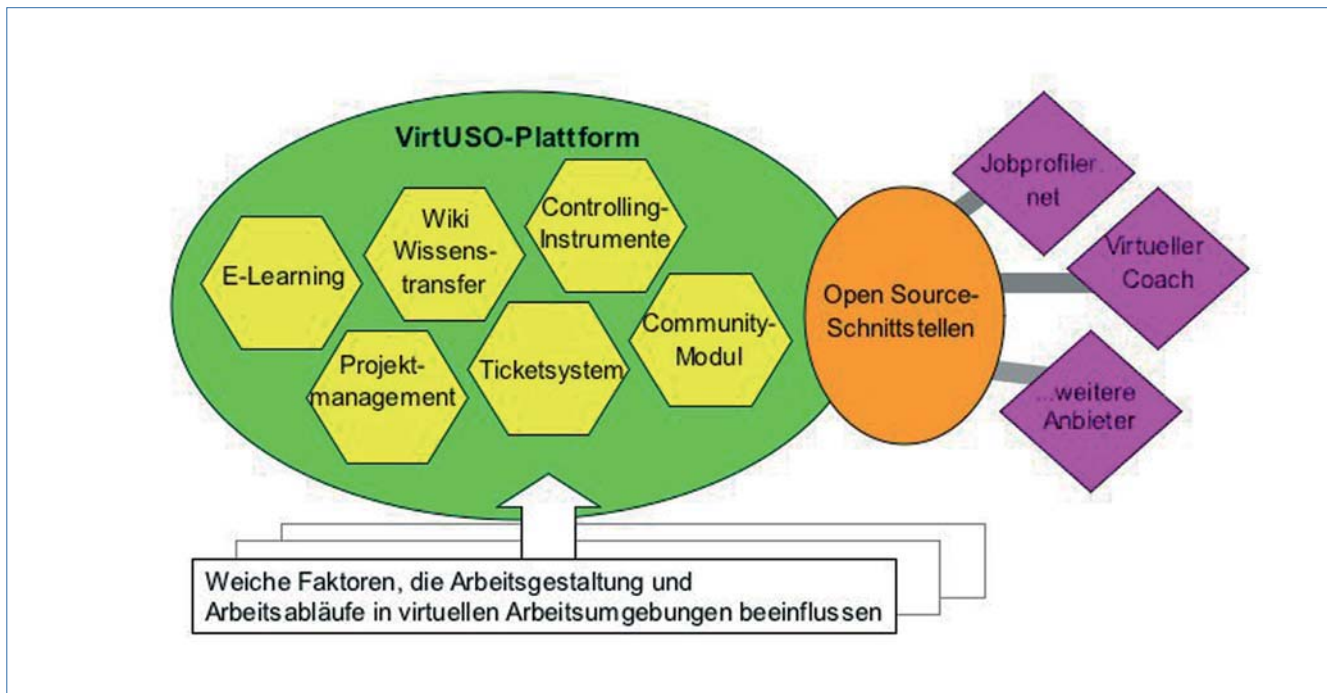 VirtUSO-Plattform
E-Learning
Wiki
Wissens-
transfer
Controlling-
Instrumente
Projekt-
management
Ticketsystem
Community-
Modul
Open Source-
Schnittstellen
Jobprofiler.
net
Virtueller
Coach
...weitere
Anbieter
Weiche Faktoren, die Arbeitsgestaltung und
Arbeitsabläufe in virtuellen Arbeitsumgebungen beeinflussen